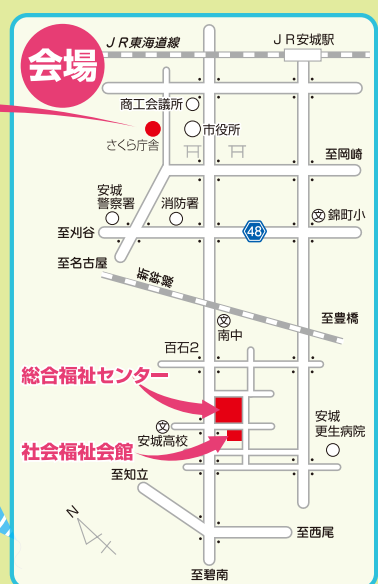 会場
JR東海道線
JR安城駅
商工会議所
市役所
さくら庁舎
至岡崎
安城
警察署
消防署
錦町小
文
至刈谷
48
至名古屋
新幹線
至豊橋
文
南中
百石2
総合福祉センター
文
安城高校
安城
更生病院
社会福祉会館
至知立
N
至西尾
至碧南